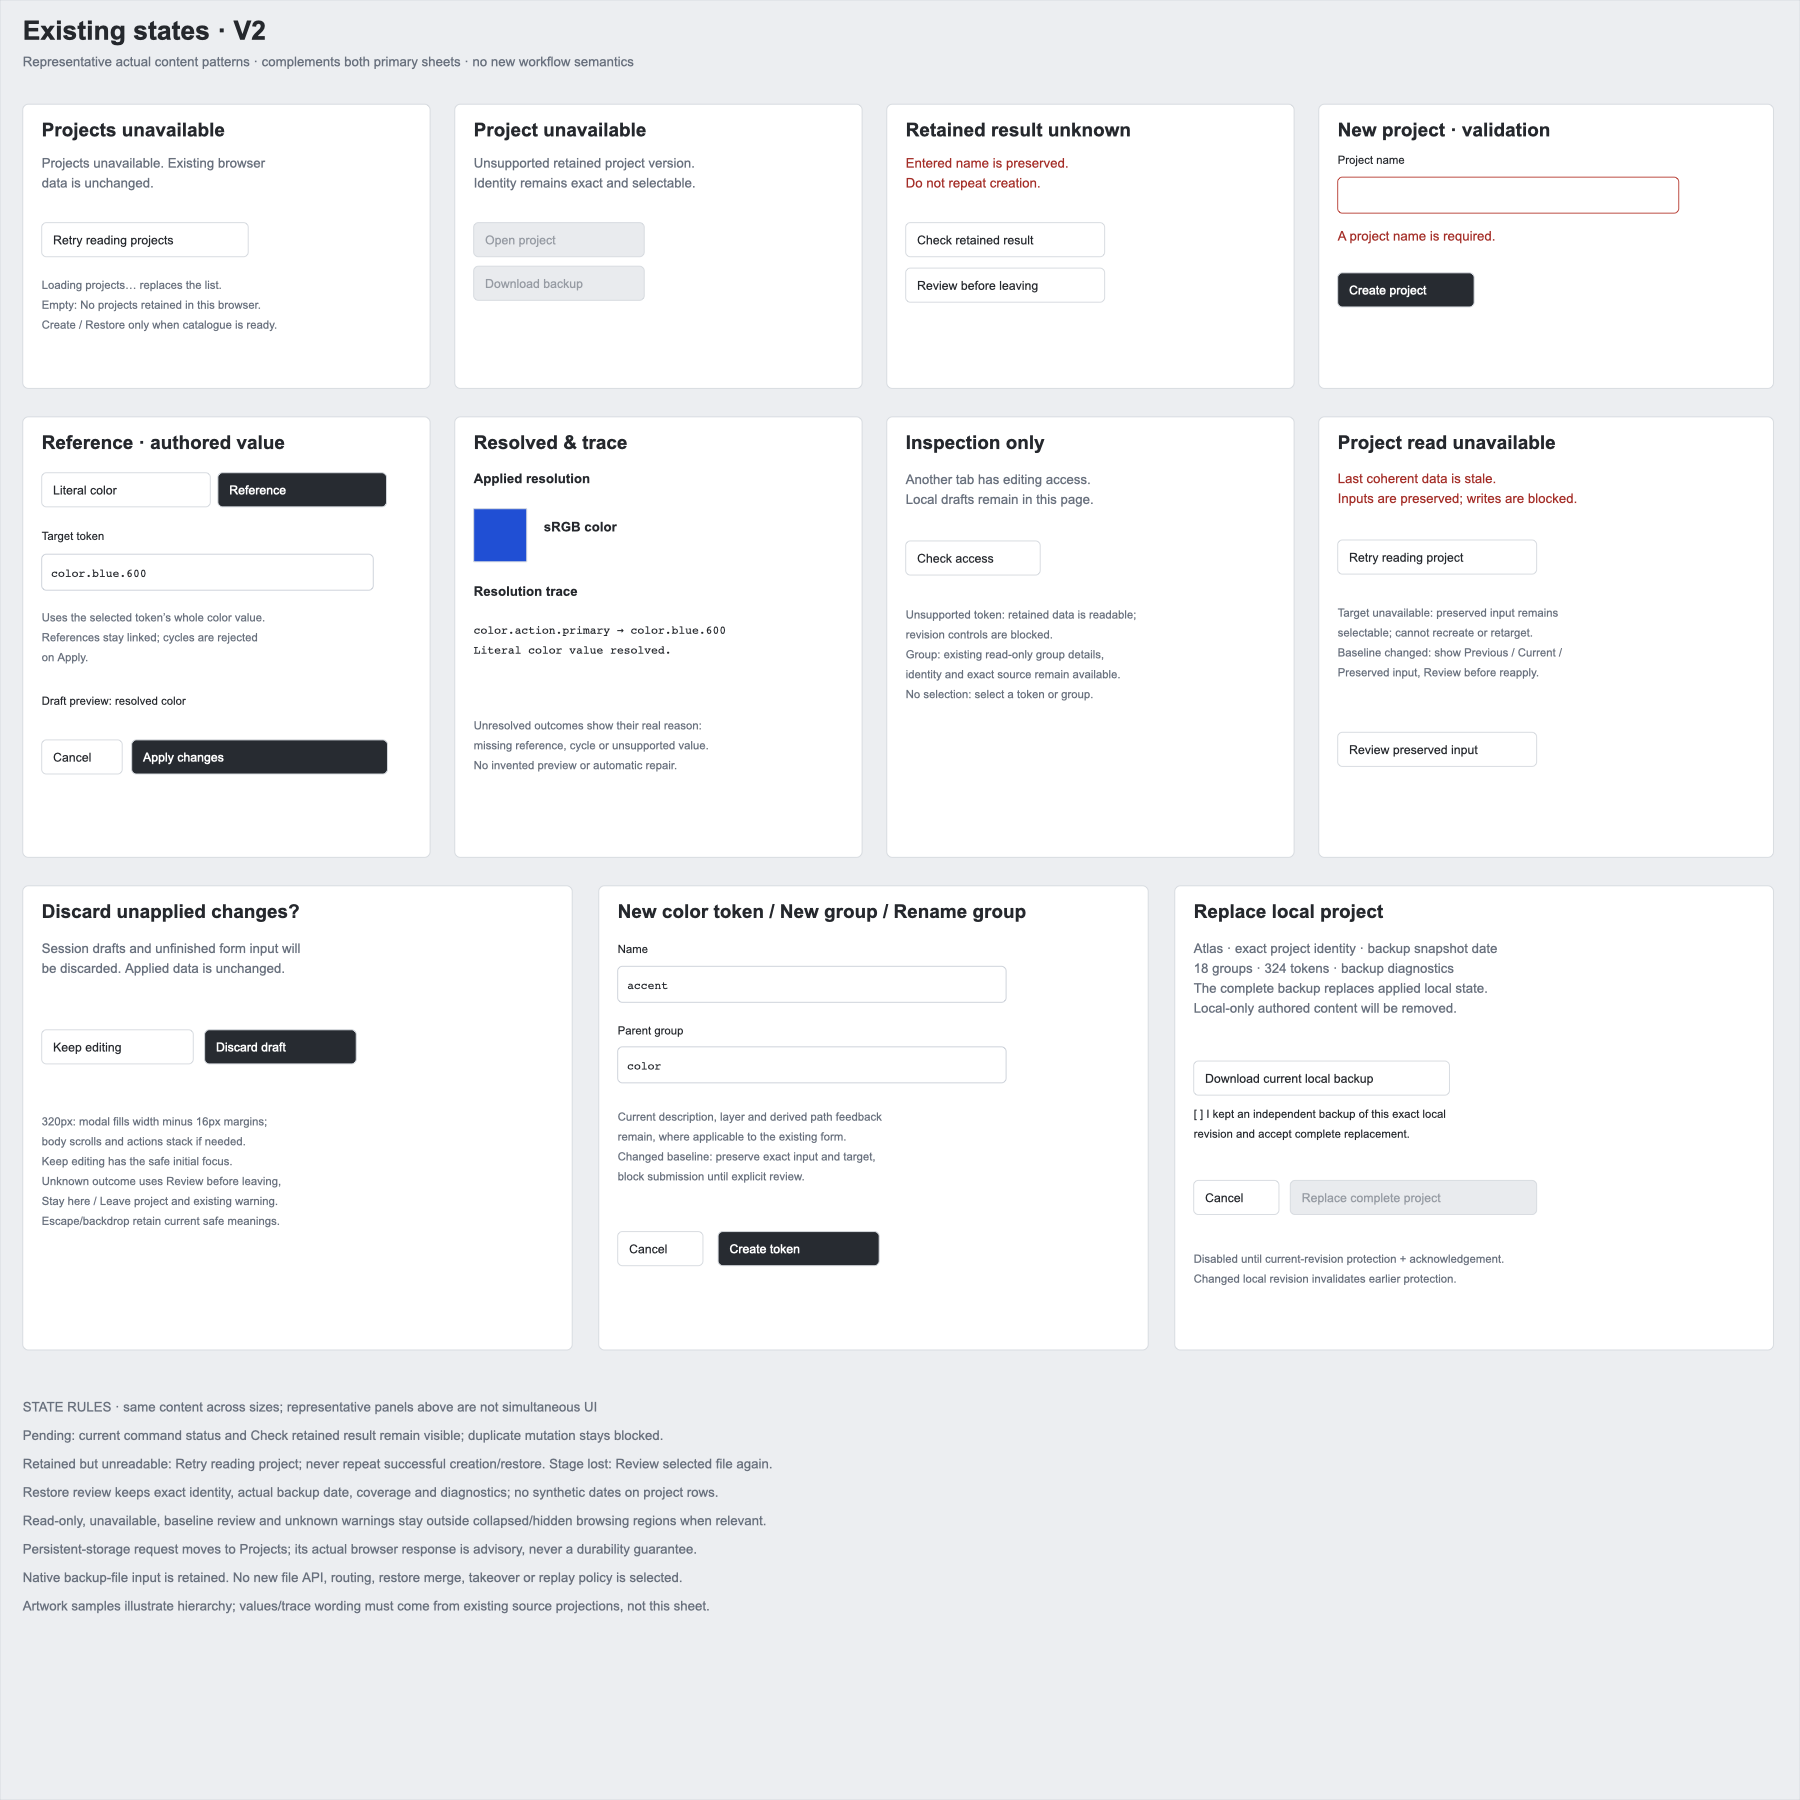 Existing states · V2
Representative actual content patterns · complements both primary sheets · no new workflow semantics
Projects unavailable
Projects unavailable. Existing browser
data is unchanged.
Retry reading projects
Loading projects... replaces the list.
Empty: No projects retained in this browser.
Create / Restore only when catalogue is ready.
Project unavailable
Unsupported retained project version.
Identity remains exact and selectable.
Open project
Download backup
Retained result unknown
Entered name is preserved.
Do not repeat creation.
Check retained result
Review before leaving
New project · validation
Project name
A project name is required.
Create project
Reference · authored value
Literal color
Reference
Target token
color.blue.600
Uses the selected token’s whole color value.
References stay linked; cycles are rejected
on Apply.
Draft preview: resolved color
Cancel
Apply changes
Resolved & trace
Applied resolution
sRGB color
Resolution trace
color.action.primary → color.blue.600
Literal color value resolved.
Unresolved outcomes show their real reason:
missing reference, cycle or unsupported value.
No invented preview or automatic repair.
Inspection only
Another tab has editing access.
Local drafts remain in this page.
Check access
Unsupported token: retained data is readable;
revision controls are blocked.
Group: existing read-only group details,
identity and exact source remain available.
No selection: select a token or group.
Project read unavailable
Last coherent data is stale.
Inputs are preserved; writes are blocked.
Retry reading project
Target unavailable: preserved input remains
selectable; cannot recreate or retarget.
Baseline changed: show Previous / Current /
Preserved input, Review before reapply.
Review preserved input
Discard unapplied changes?
Session drafts and unfinished form input will
be discarded. Applied data is unchanged.
Keep editing
Discard draft
320px: modal fills width minus 16px margins;
body scrolls and actions stack if needed.
Keep editing has the safe initial focus.
Unknown outcome uses Review before leaving,
Stay here / Leave project and existing warning.
Escape/backdrop retain current safe meanings.
New color token / New group / Rename group
Name
accent
Parent group
color
Current description, layer and derived path feedback
remain, where applicable to the existing form.
Changed baseline: preserve exact input and target,
block submission until explicit review.
Cancel
Create token
Replace local project
Atlas · exact project identity · backup snapshot date
18 groups · 324 tokens · backup diagnostics
The complete backup replaces applied local state.
Local-only authored content will be removed.
Download current local backup
[ ] I kept an independent backup of this exact local
revision and accept complete replacement.
Cancel
Replace complete project
Disabled until current-revision protection + acknowledgement.
Changed local revision invalidates earlier protection.
STATE RULES · same content across sizes; representative panels above are not simultaneous UI
Pending: current command status and Check retained result remain visible; duplicate mutation stays blocked.
Retained but unreadable: Retry reading project; never repeat successful creation/restore. Stage lost: Review selected file again.
Restore review keeps exact identity, actual backup date, coverage and diagnostics; no synthetic dates on project rows.
Read-only, unavailable, baseline review and unknown warnings stay outside collapsed/hidden browsing regions when relevant.
Persistent-storage request moves to Projects; its actual browser response is advisory, never a durability guarantee.
Native backup-file input is retained. No new file API, routing, restore merge, takeover or replay policy is selected.
Artwork samples illustrate hierarchy; values/trace wording must come from existing source projections, not this sheet.